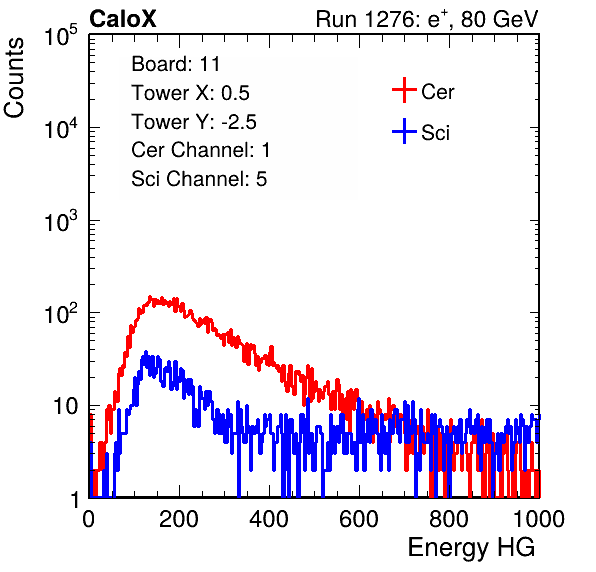 CaloX Run 1276: e⁺, 80 GeV
Counts
Board: 11
Tower X: 0.5
Tower Y: -2.5
Cer Channel: 1
Sci Channel: 5
Cer
Sci
10⁵
10⁴
10³
10²
10
1
0 200 400 600 800 1000
Energy HG